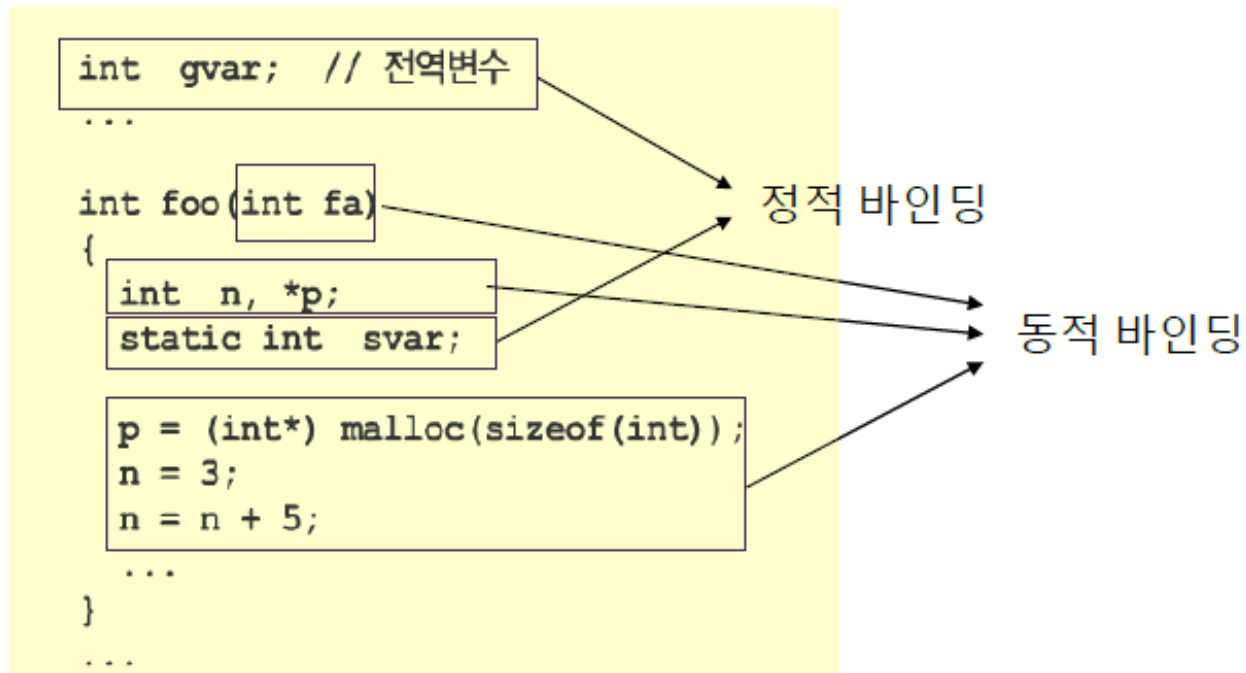 int gvar; // 전역변수
...
int foo(int fa)
정적 바인딩
{
int n, *p;
static int svar;
동적 바인딩
p = (int*) malloc(sizeof(int));
n = 3;
n = n + 5;
...
}
...